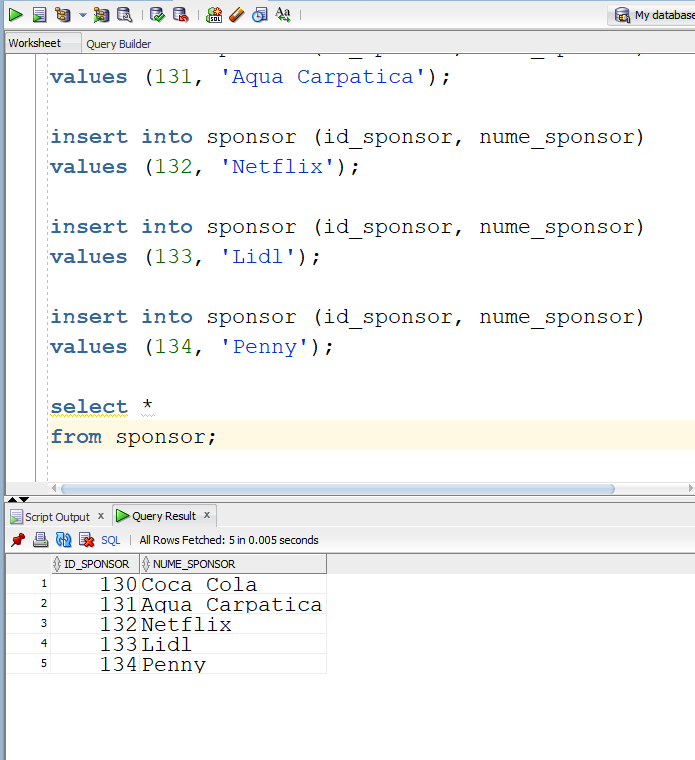 My database
Worksheet Query Builder
values (131, 'Aqua Carpatica');
insert into sponsor (id_sponsor, nume_sponsor)
values (132, 'Netflix');
insert into sponsor (id_sponsor, nume_sponsor)
values (133, 'Lidl');
insert into sponsor (id_sponsor, nume_sponsor)
values (134, 'Penny');
select *
from sponsor;
Script Output x Query Result x
SQL | All Rows Fetched: 5 in 0.005 seconds
ID_SPONSOR NUME_SPONSOR
1 130 Coca Cola
2 131 Aqua Carpatica
3 132 Netflix
4 133 Lidl
5 134 Penny